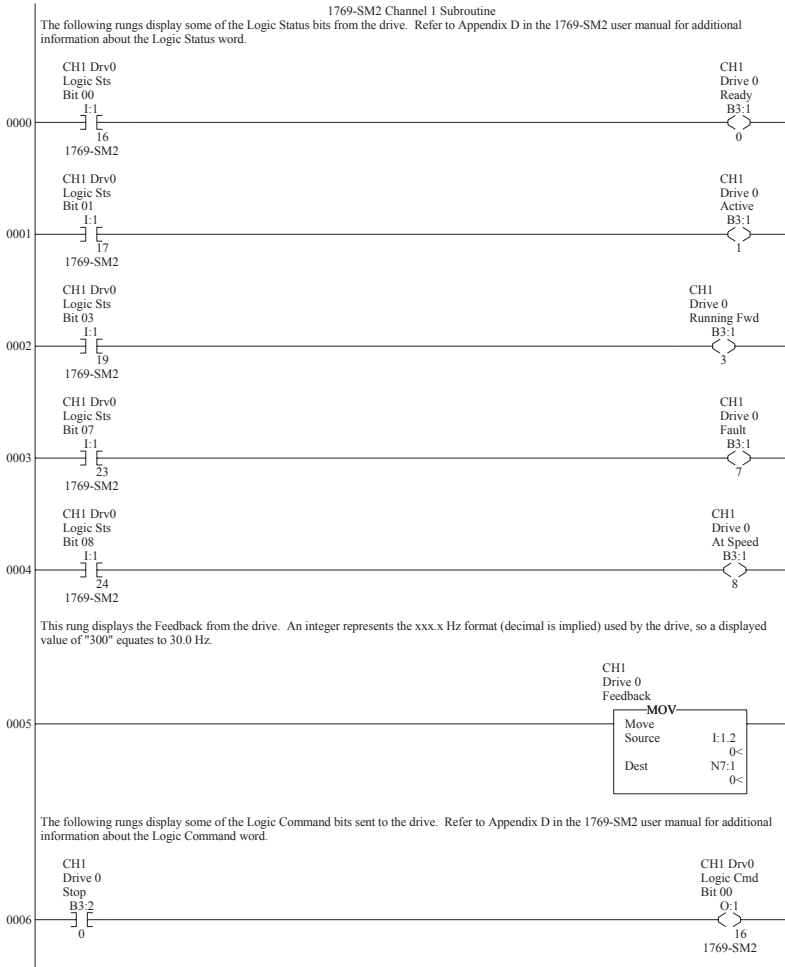 1769-SM2 Channel 1 Subroutine
The following rungs display some of the Logic Status bits from the drive. Refer to Appendix D in the 1769-SM2 user manual for additional
information about the Logic Status word.
CH1 Drv0
Logic Sts
Bit 00
I:1
16
1769-SM2
CH1
Drive 0
Ready
B3:1
0
0000
CH1 Drv0
Logic Sts
Bit 01
I:1
17
1769-SM2
CH1
Drive 0
Active
B3:1
1
0001
CH1 Drv0
Logic Sts
Bit 03
I:1
19
1769-SM2
CH1
Drive 0
Running Fwd
B3:1
3
0002
CH1 Drv0
Logic Sts
Bit 07
I:1
23
1769-SM2
CH1
Drive 0
Fault
B3:1
7
0003
CH1 Drv0
Logic Sts
Bit 08
I:1
24
1769-SM2
CH1
Drive 0
At Speed
B3:1
8
0004
This rung displays the Feedback from the drive. An integer represents the xxx.x Hz format (decimal is implied) used by the drive, so a displayed
value of "300" equates to 30.0 Hz.
CH1
Drive 0
Feedback
MOV
Move
Source I:1.2
0<
Dest N7:1
0<
0005
The following rungs display some of the Logic Command bits sent to the drive. Refer to Appendix D in the 1769-SM2 user manual for additional
information about the Logic Command word.
CH1
Drive 0
Stop
B3:2
0
CH1 Drv0
Logic Cmd
Bit 00
O:1
16
1769-SM2
0006